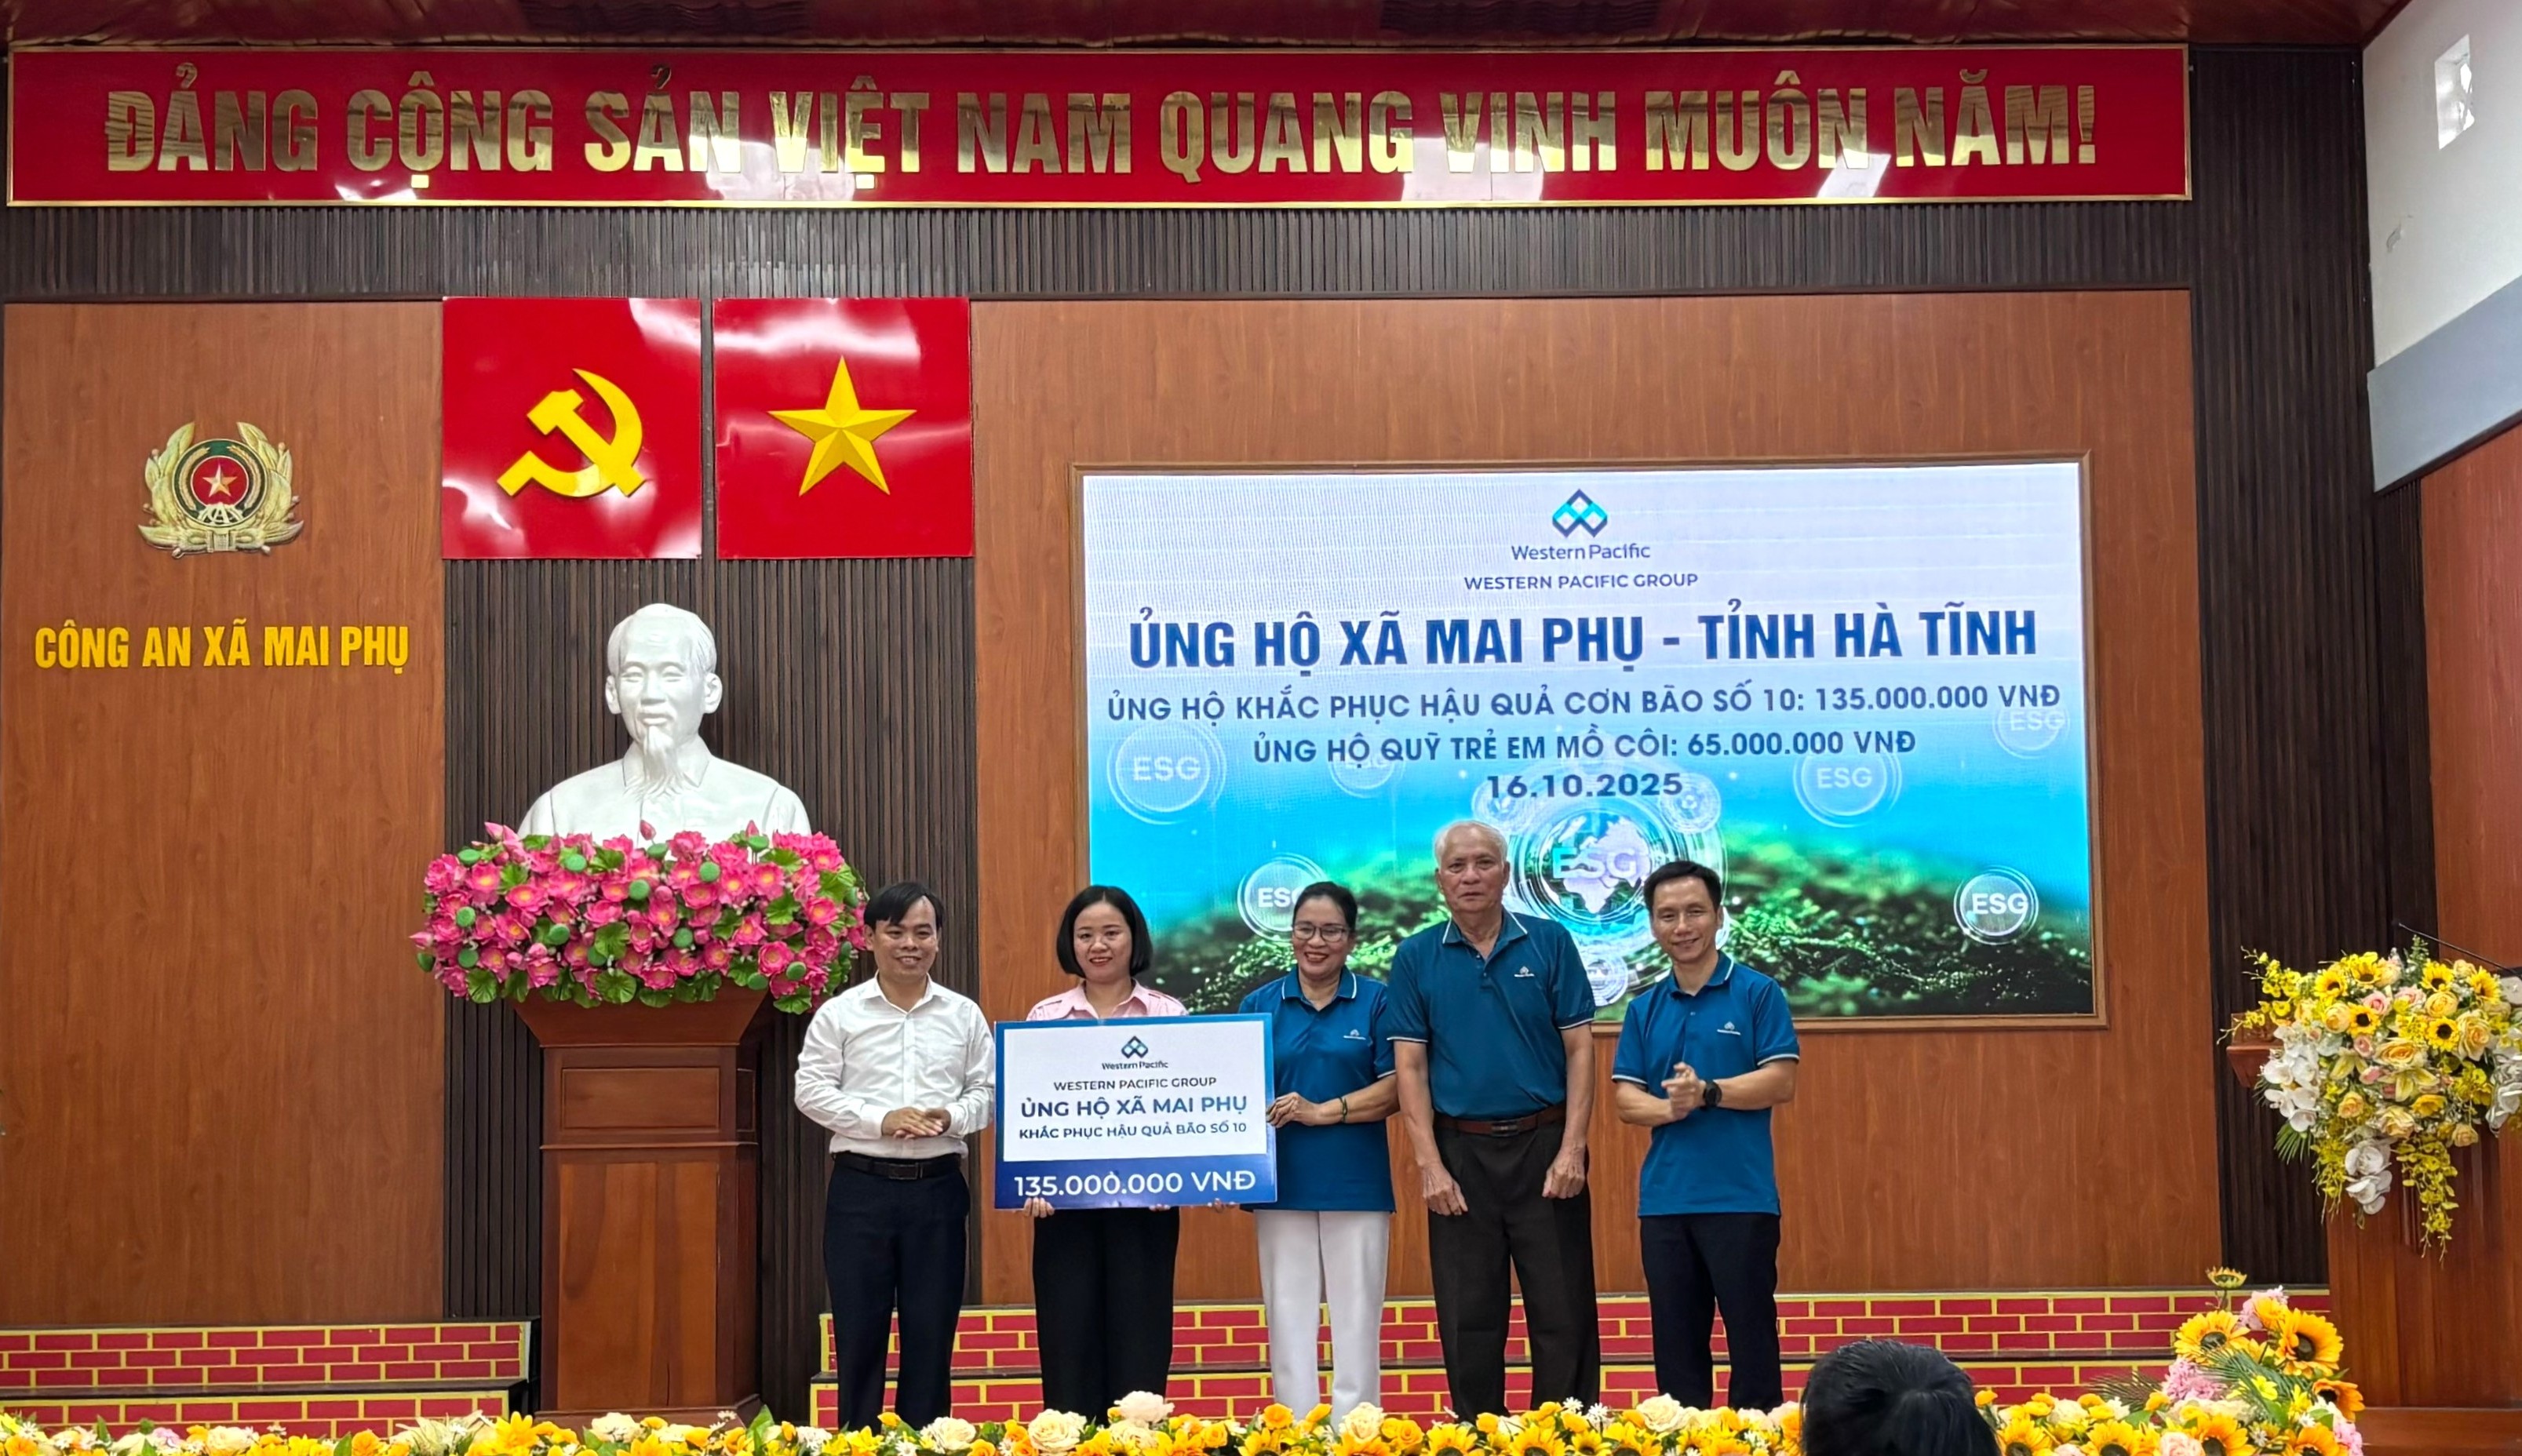 ĐẢNG CỘNG SẢN VIỆT NAM QUANG VINH MUÔN NĂM!
CÔNG AN XÃ MAI PHỤ
Western Pacific
WESTERN PACIFIC GROUP
ỦNG HỘ XÃ MAI PHỤ - TỈNH HÀ TĨNH
ỦNG HỘ KHẮC PHỤC HẬU QUẢ CƠN BÃO SỐ 10: 135.000.000 VNĐ
ỦNG HỘ QUỸ TRẺ EM MỒ CÔI: 65.000.000 VNĐ
16.10.2025
ESG
ESG
ESG
ESG
ESG
ESG
ESG
Western Pacific
WESTERN PACIFIC GROUP
ỦNG HỘ XÃ MAI PHỤ
KHẮC PHỤC HẬU QUẢ BÃO SỐ 10
135.000.000 VNĐ